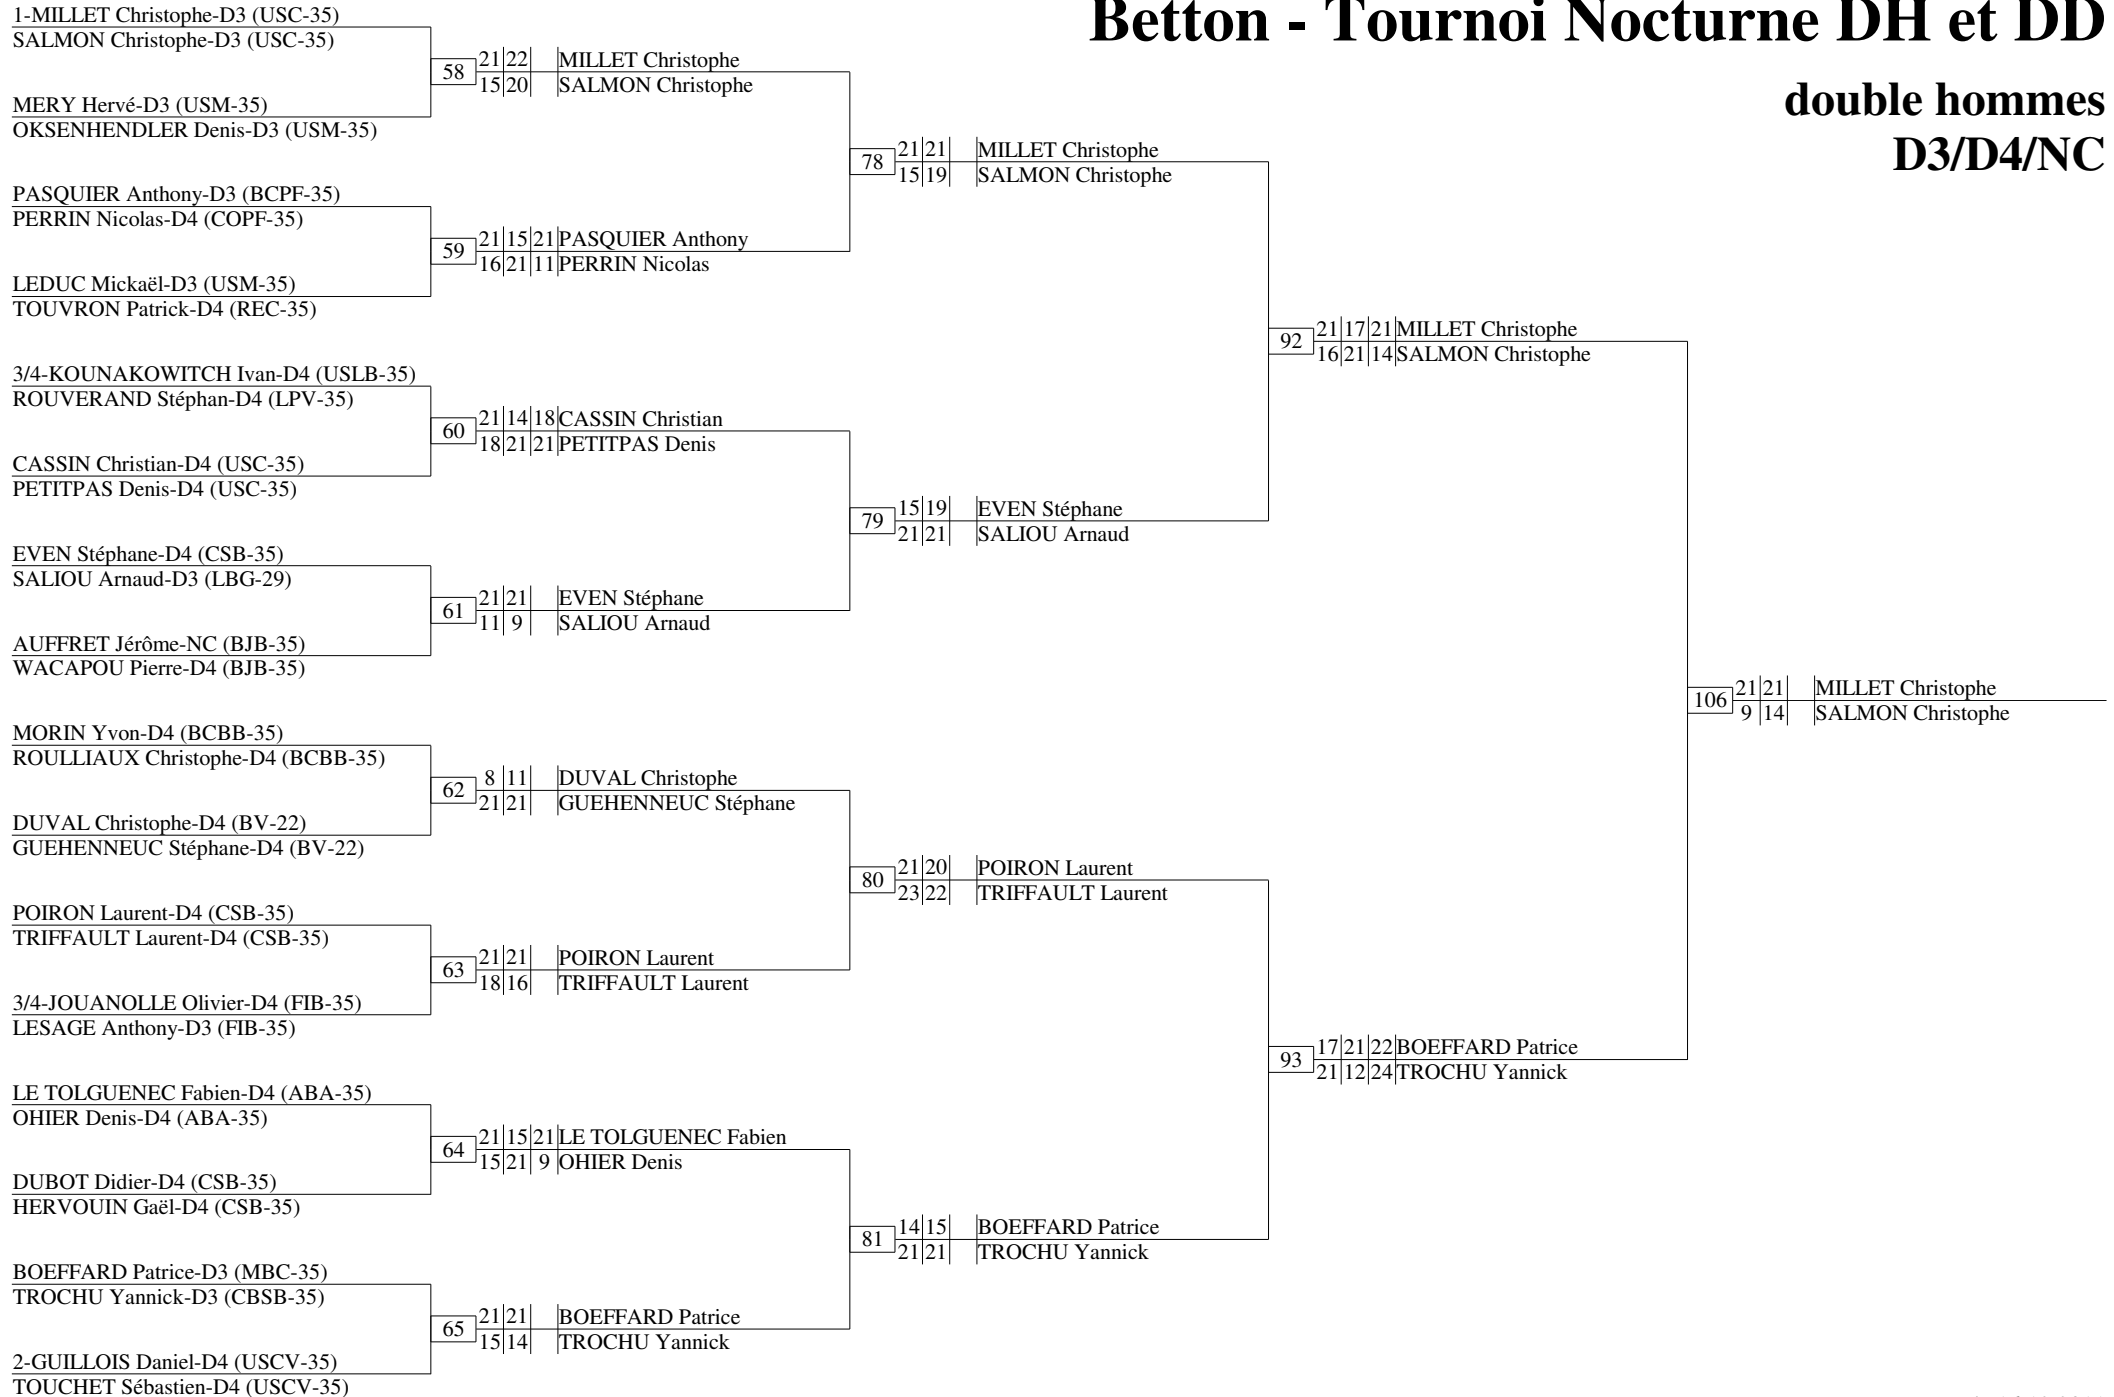 Betton - Tournoi Nocturne DH et DD
double hommes
D3/D4/NC
1-MILLET Christophe-D3 (USC-35)
SALMON Christophe-D3 (USC-35)
58 21 22 MILLET Christophe
15 20 SALMON Christophe
MERY Hervé-D3 (USM-35)
OKSENHENDLER Denis-D3 (USM-35)
78 21 21 MILLET Christophe
15 19 SALMON Christophe
PASQUIER Anthony-D3 (BCPF-35)
PERRIN Nicolas-D4 (COPF-35)
59 21 15 21 PASQUIER Anthony
16 21 11 PERRIN Nicolas
LEDUC Mickaël-D3 (USM-35)
TOUVRON Patrick-D4 (REC-35)
92 21 17 21 MILLET Christophe
16 21 14 SALMON Christophe
3/4-KOUNAKOWITCH Ivan-D4 (USLB-35)
ROUVERAND Stéphan-D4 (LPV-35)
60 21 14 18 CASSIN Christian
18 21 21 PETITPAS Denis
CASSIN Christian-D4 (USC-35)
PETITPAS Denis-D4 (USC-35)
79 15 19 EVEN Stéphane
21 21 SALIOU Arnaud
EVEN Stéphane-D4 (CSB-35)
SALIOU Arnaud-D3 (LBG-29)
61 21 21 EVEN Stéphane
11 9 SALIOU Arnaud
AUFFRET Jérôme-NC (BJB-35)
WACAPOU Pierre-D4 (BJB-35)
106 21 21 MILLET Christophe
9 14 SALMON Christophe
MORIN Yvon-D4 (BCBB-35)
ROULLIAUX Christophe-D4 (BCBB-35)
62 8 11 DUVAL Christophe
21 21 GUEHENNEUC Stéphane
DUVAL Christophe-D4 (BV-22)
GUEHENNEUC Stéphane-D4 (BV-22)
80 21 20 POIRON Laurent
23 22 TRIFFAULT Laurent
POIRON Laurent-D4 (CSB-35)
TRIFFAULT Laurent-D4 (CSB-35)
63 21 21 POIRON Laurent
18 16 TRIFFAULT Laurent
3/4-JOUANOLLE Olivier-D4 (FIB-35)
LESAGE Anthony-D3 (FIB-35)
93 17 21 22 BOEFFARD Patrice
21 12 24 TROCHU Yannick
LE TOLGUENEC Fabien-D4 (ABA-35)
OHIER Denis-D4 (ABA-35)
64 21 15 21 LE TOLGUENEC Fabien
15 21 9 OHIER Denis
DUBOT Didier-D4 (CSB-35)
HERVOUIN Gaël-D4 (CSB-35)
81 14 15 BOEFFARD Patrice
21 21 TROCHU Yannick
BOEFFARD Patrice-D3 (MBC-35)
TROCHU Yannick-D3 (CBSB-35)
65 21 21 BOEFFARD Patrice
15 14 TROCHU Yannick
2-GUILLOIS Daniel-D4 (USCV-35)
TOUCHET Sébastien-D4 (USCV-35)